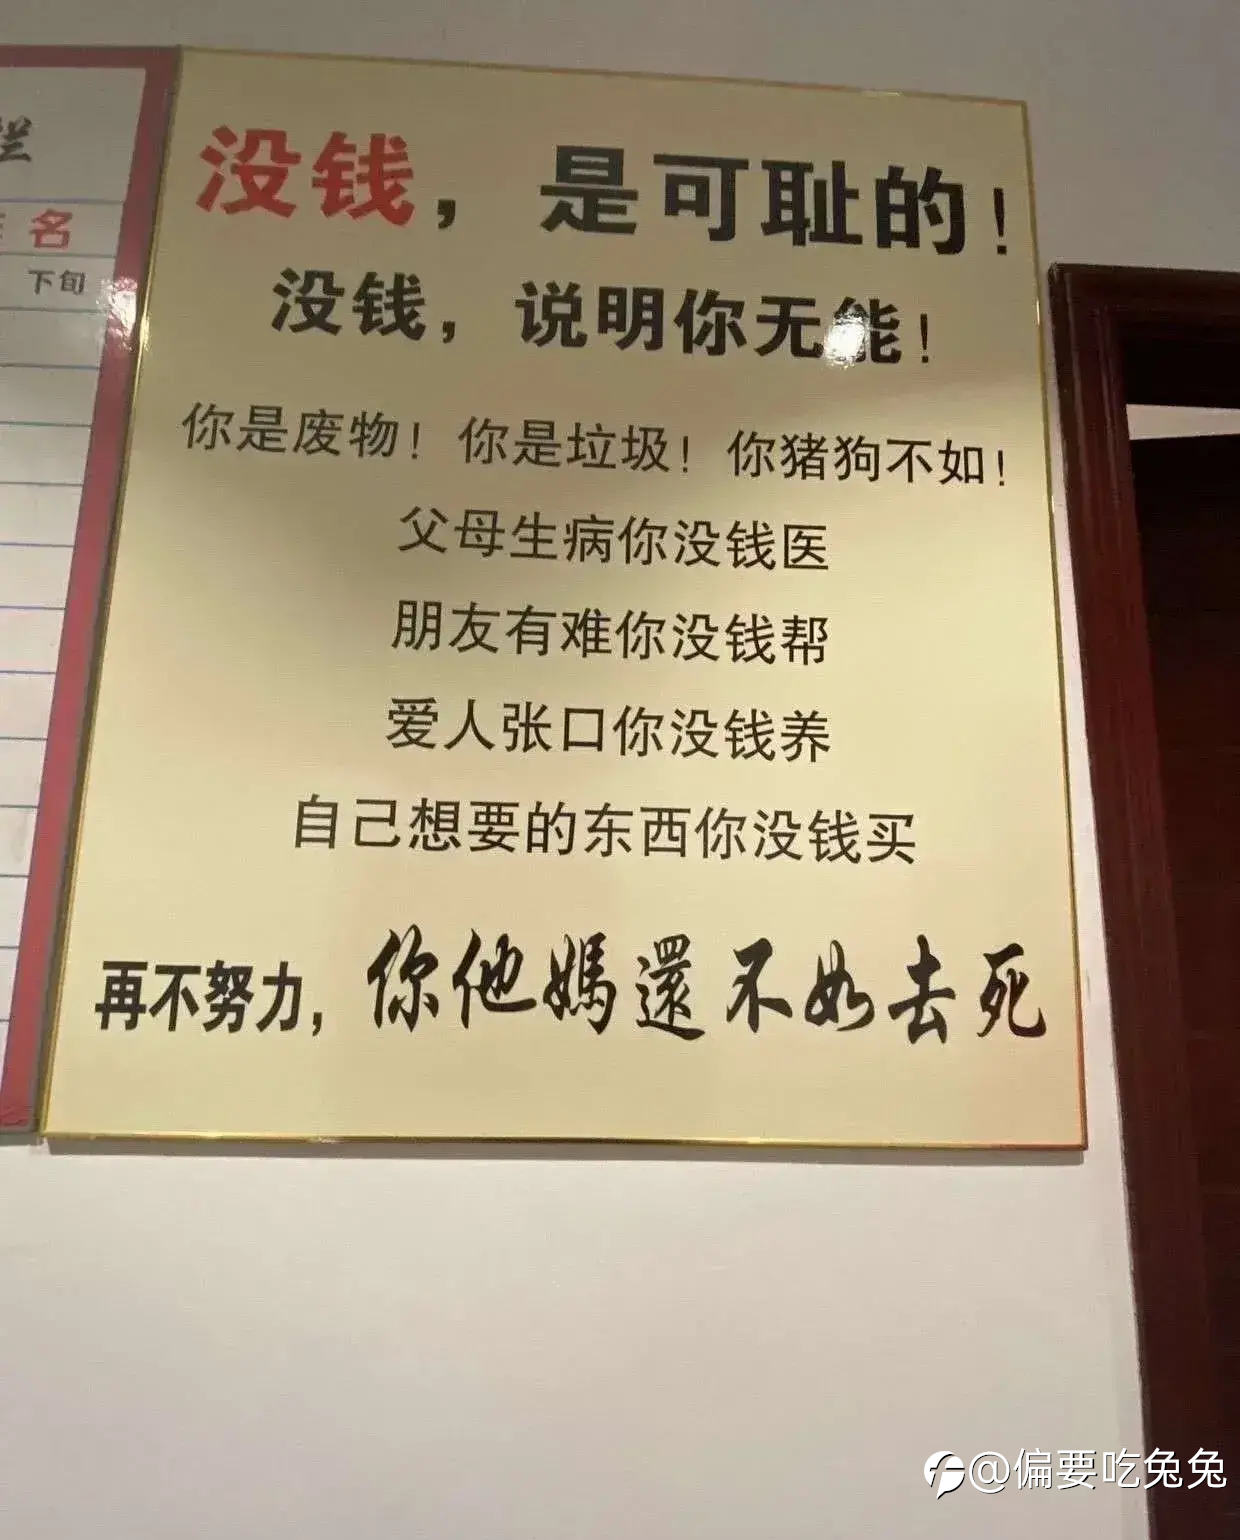 名
下旬
没钱，是可耻的！
没钱，说明你无能！
你是废物！你是垃圾！你猪狗不如！
父母生病你没钱医
朋友有难你没钱帮
爱人张口你没钱养
自己想要的东西你没钱买
再不努力，你他媽還不如去死
@偏要吃兔兔